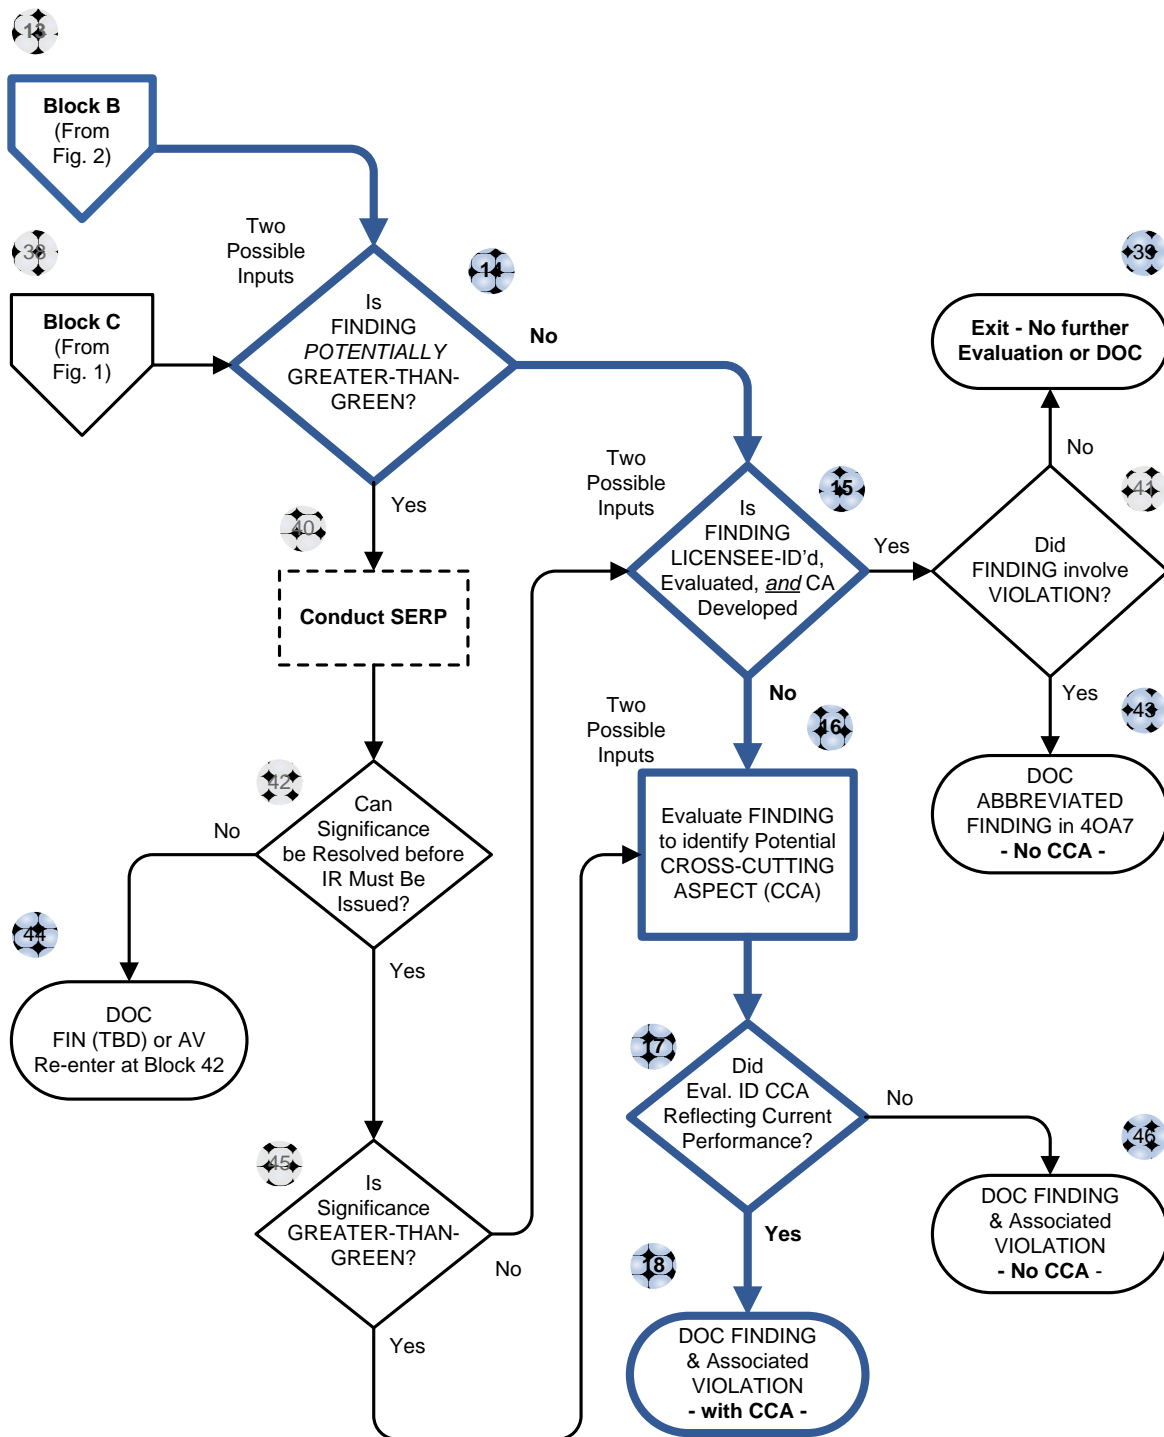 13
Block B
(From
Fig. 2)
Two
Possible
Inputs
14
38
Block C
(From
Fig. 1)
Is
FINDING
POTENTIALLY
GREATER-THAN-
GREEN?
No
39
Exit - No further
Evaluation or DOC
No
Yes
40
Conduct SERP
Two
Possible
Inputs
15
Is
FINDING
LICENSEE-ID'd,
Evaluated, and CA
Developed
Yes
41
Did
FINDING involve
VIOLATION?
No
Yes
43
Two
Possible
Inputs
16
Evaluate FINDING
to identify Potential
CROSS-CUTTING
ASPECT (CCA)
DOC
ABBREVIATED
FINDING in 4OA7
- No CCA -
42
Can
Significance
be Resolved before
IR Must Be
Issued?
No
Yes
44
DOC
FIN (TBD) or AV
Re-enter at Block 42
17
Did
Eval. ID CCA
Reflecting Current
Performance?
No
46
DOC FINDING
& Associated
VIOLATION
- No CCA -
45
Is
Significance
GREATER-THAN-
GREEN?
No
Yes
Yes
18
DOC FINDING
& Associated
VIOLATION
- with CCA -